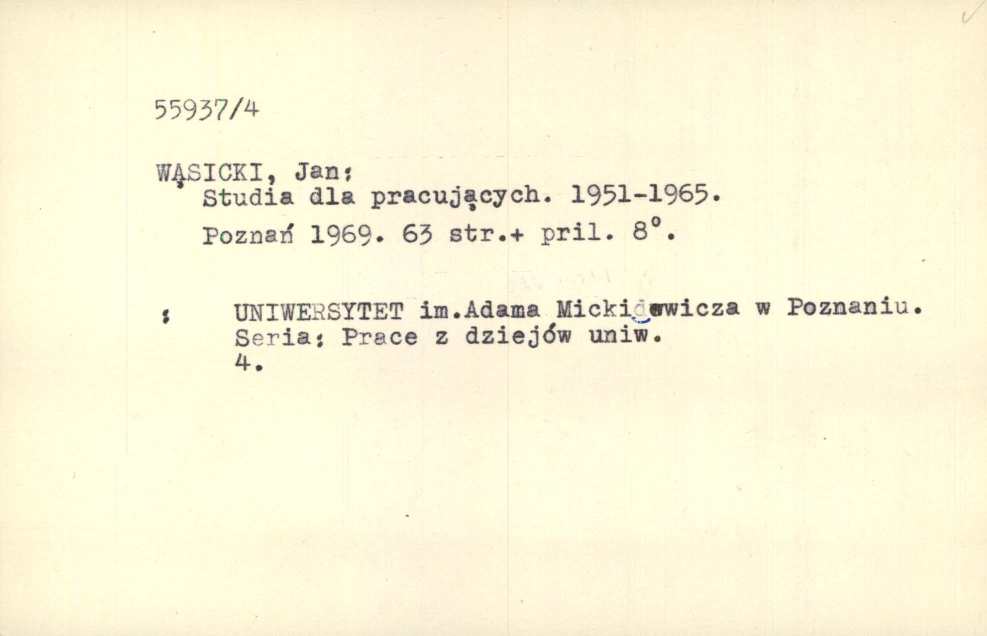 55937/4
WĄSICKI, Jan:
Studia dla pracujących. 1951-1965.
Poznań 1969. 63 str.+ pril. 8°.
: UNIWERSYTET im.Adama Mickiewicza w Poznaniu.
Seria: Prace z dziejów uniw.
4.